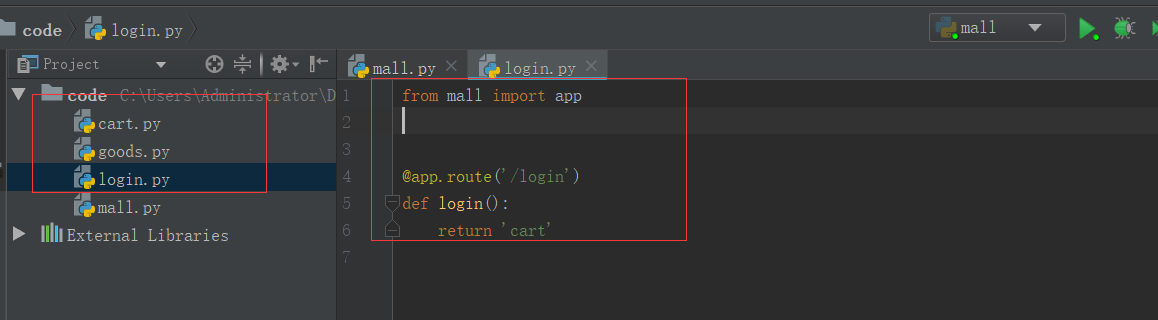 code login.py mall
Project mall.py login.py
code C:\Users\Administrator\D
cart.py
goods.py
login.py
mall.py
External Libraries
1 from mall import app
2
3
4 @app.route('/login')
5 def login():
6 return 'cart'
7